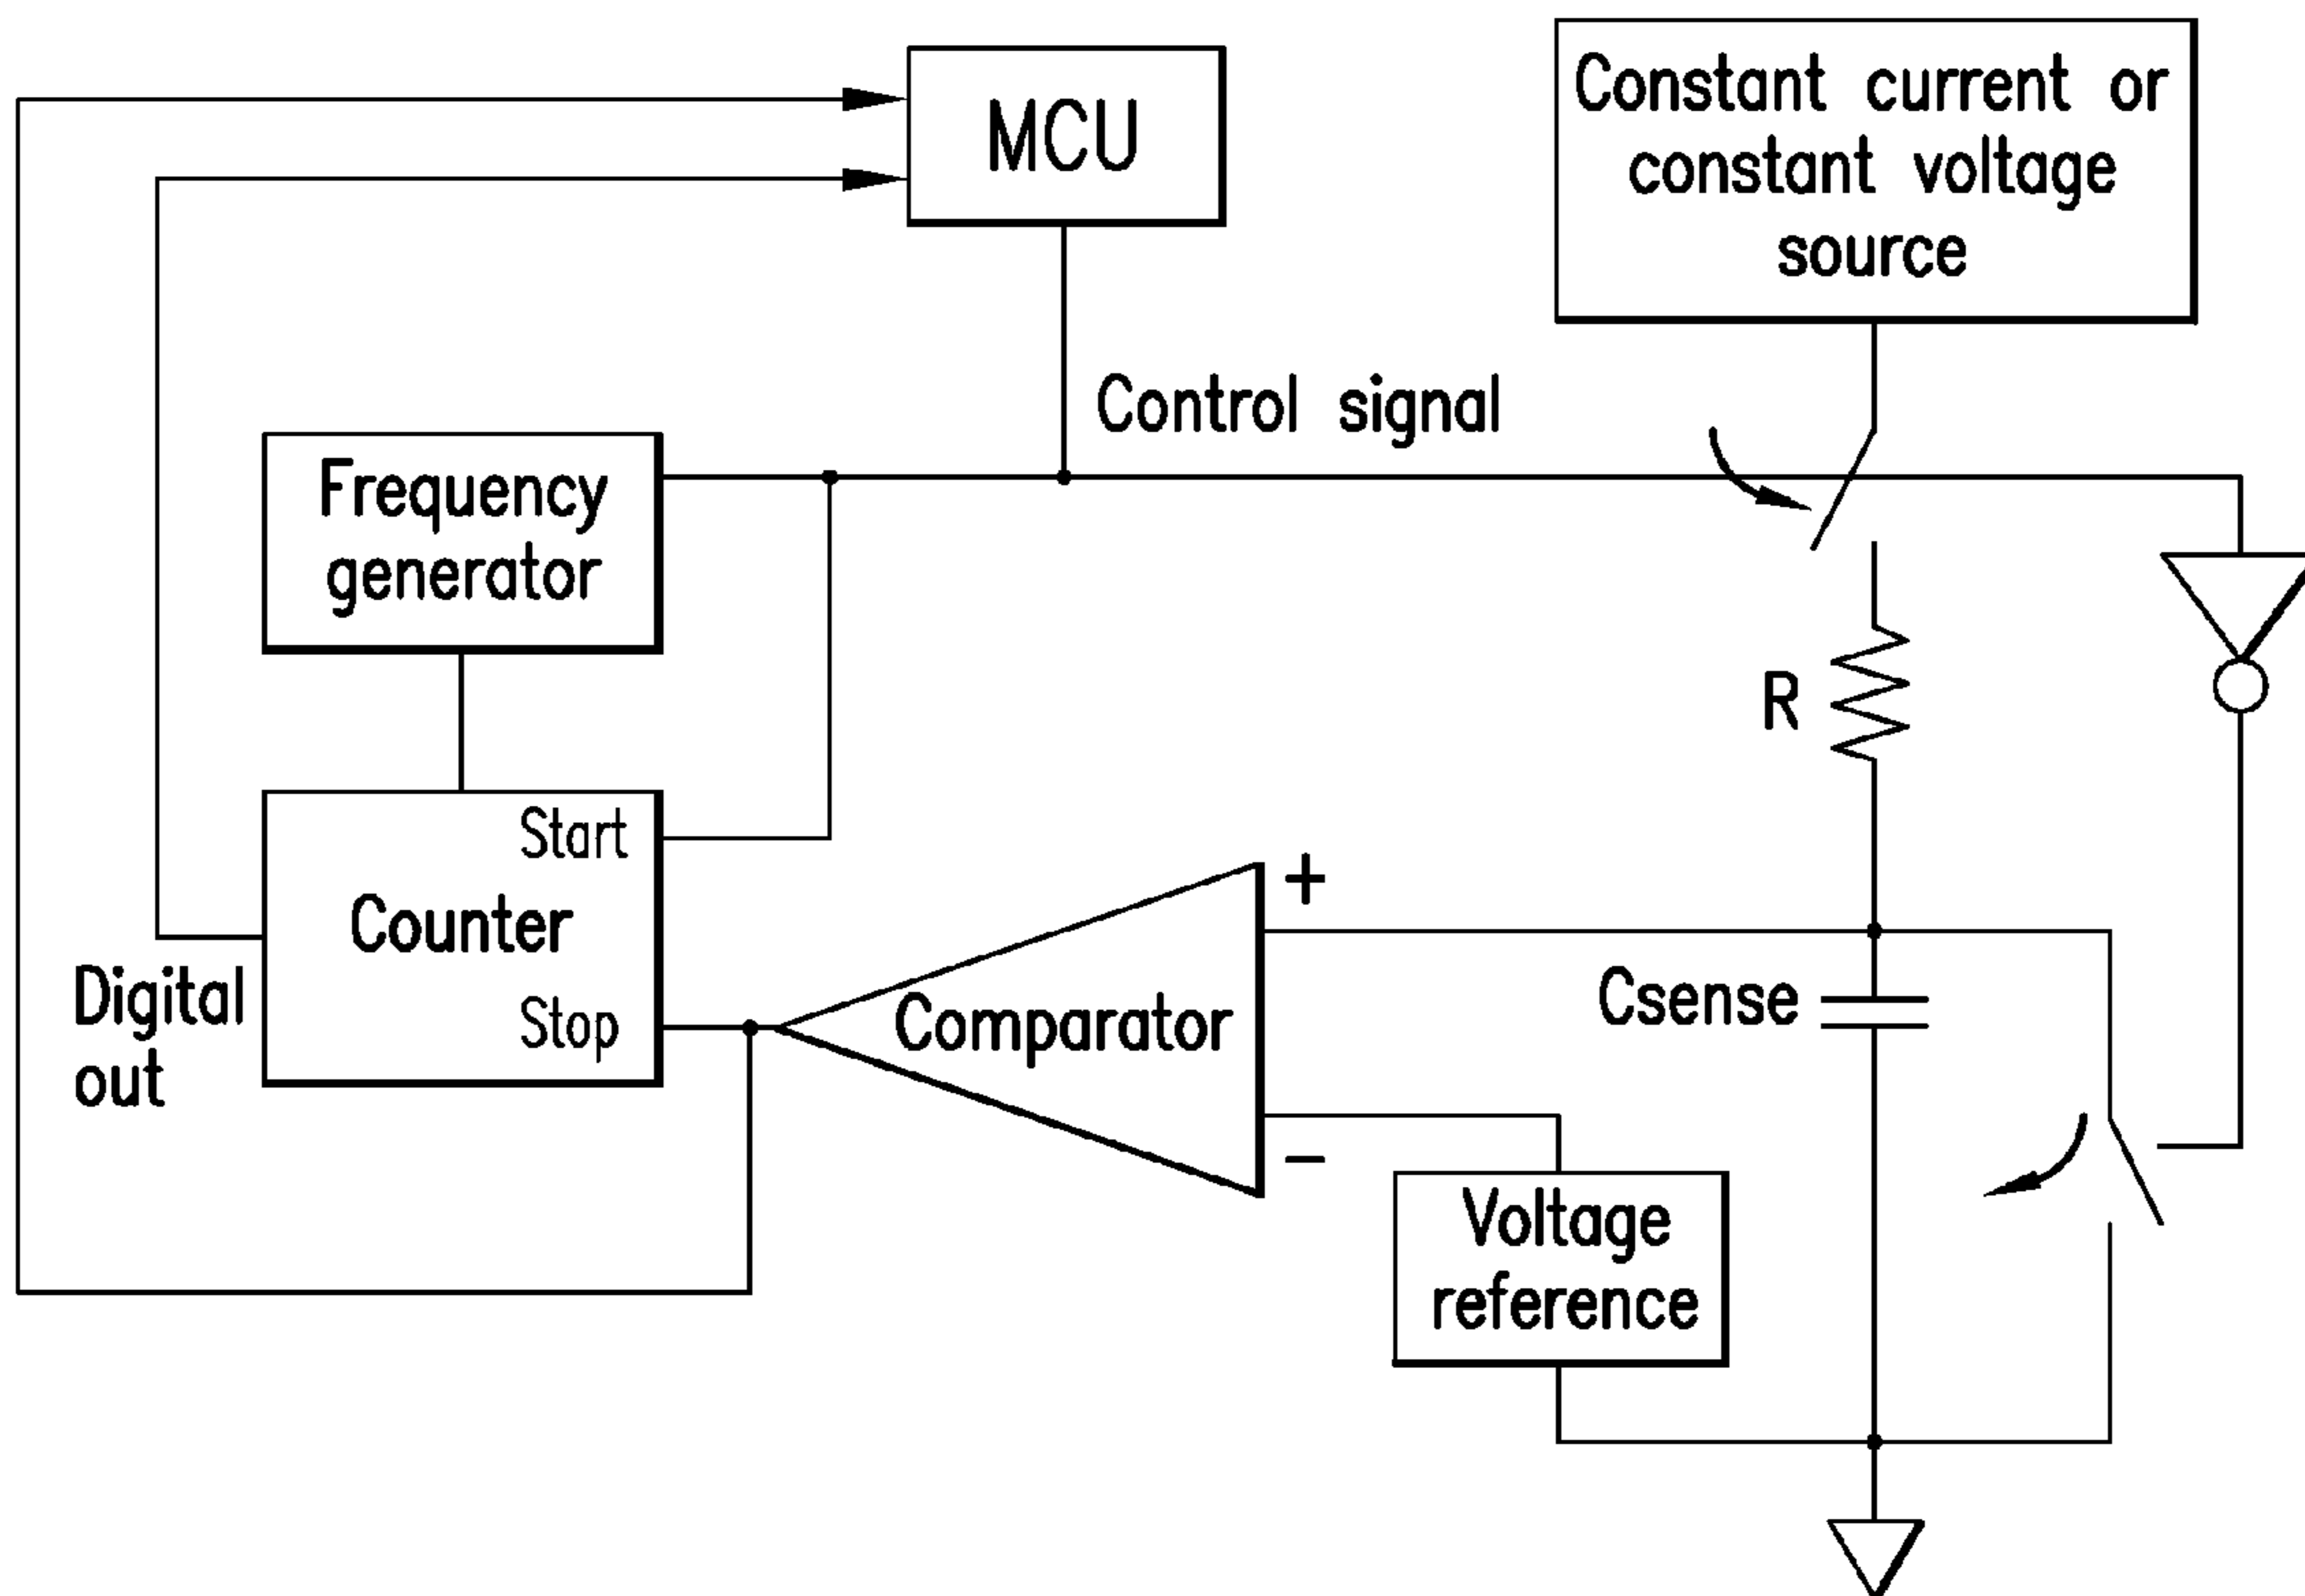 MCU
Constant current or
constant voltage
source
Control signal
Frequency
generator
R
Start
Counter
Stop
Digital
out
+
Comparator
−
Csense
Voltage
reference